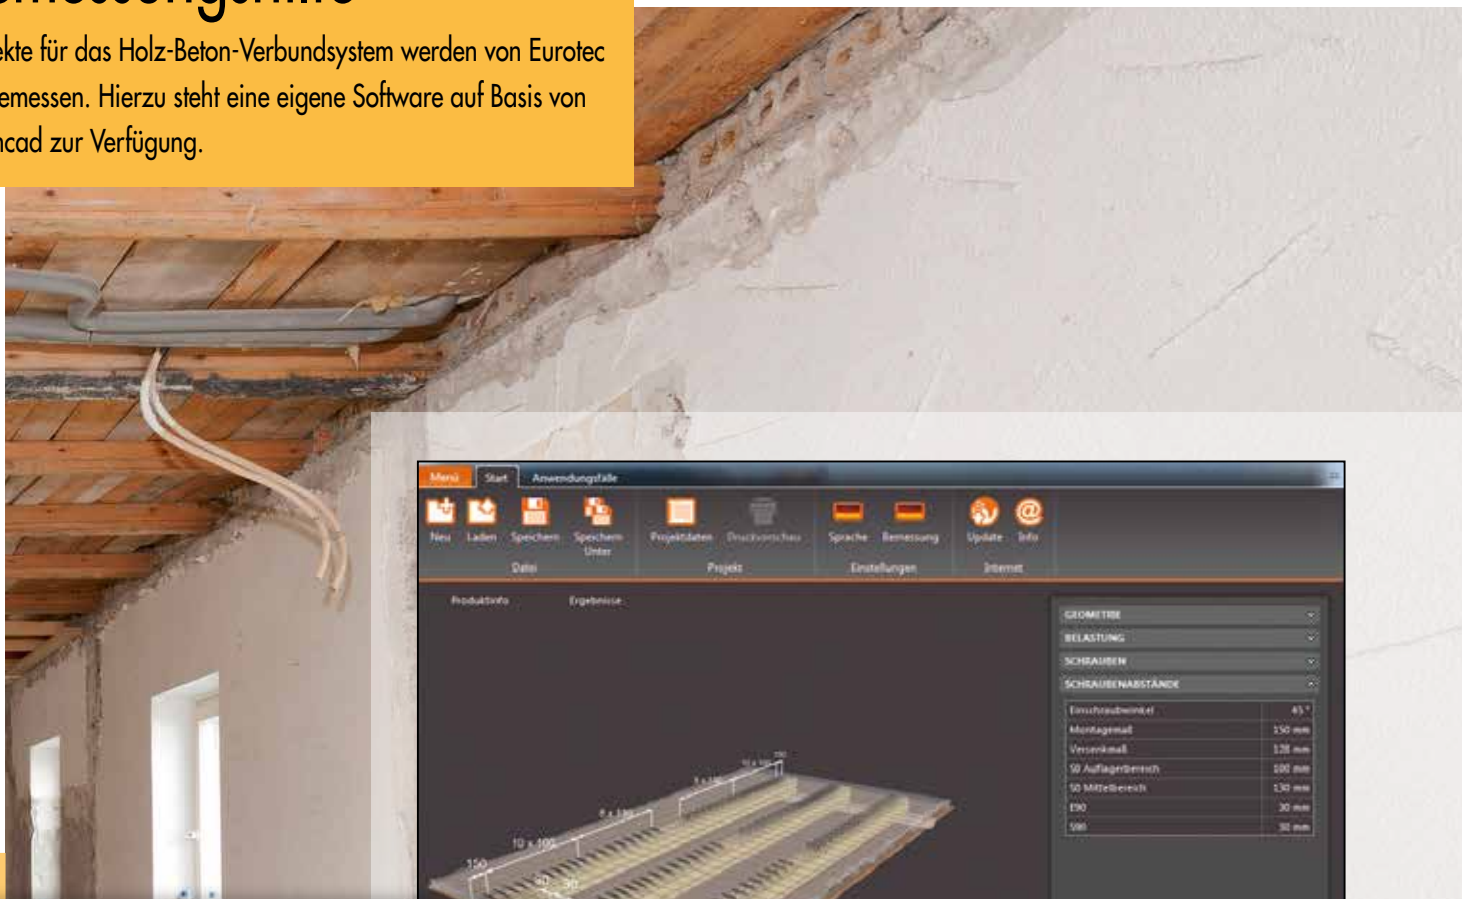 ekte für das Holz-Beton-Verbundsystem werden von Eurotec
emessen. Hierzu steht eine eigene Software auf Basis von
ncad zur Verfügung.
Menü Start Anwendungsfälle
Neu Laden Speichern Speichern Unter Projektdaten Druckvorschau Sprache Bemessung Update Info
Datei Projekt Einstellungen Internet
Produktinfo Ergebnisse
GEOMETRIE
BELASTUNG
SCHRAUBEN
SCHRAUBENABSTÄNDE
Einschraubwinkel 45 °
Montagemaß 150 mm
Versenkmaß 128 mm
S0 Auflagerbereich 100 mm
S0 Mittelbereich 130 mm
E90 30 mm
S90 30 mm
10 x 100
150